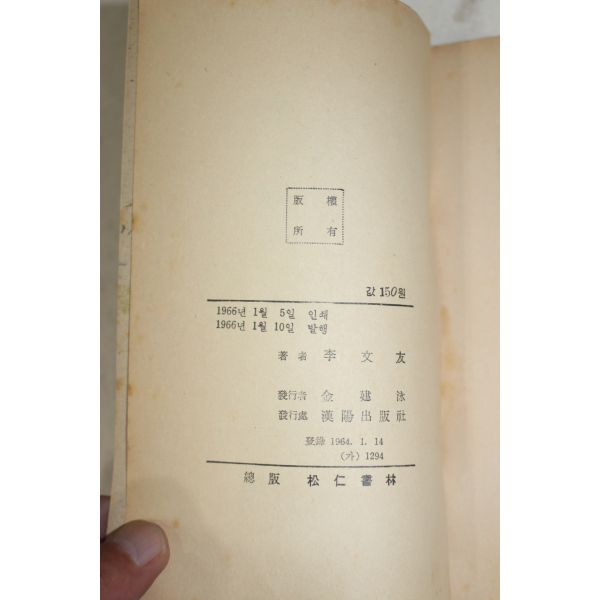 版權
所有
값 150원
1966년 1월 5일 인쇄
1966년 1월 10일 발행
著者 李文友
發行者 金建泳
發行處 漢陽出版社
登錄 1964. 1. 14
(가) 1294
總版 松仁書林